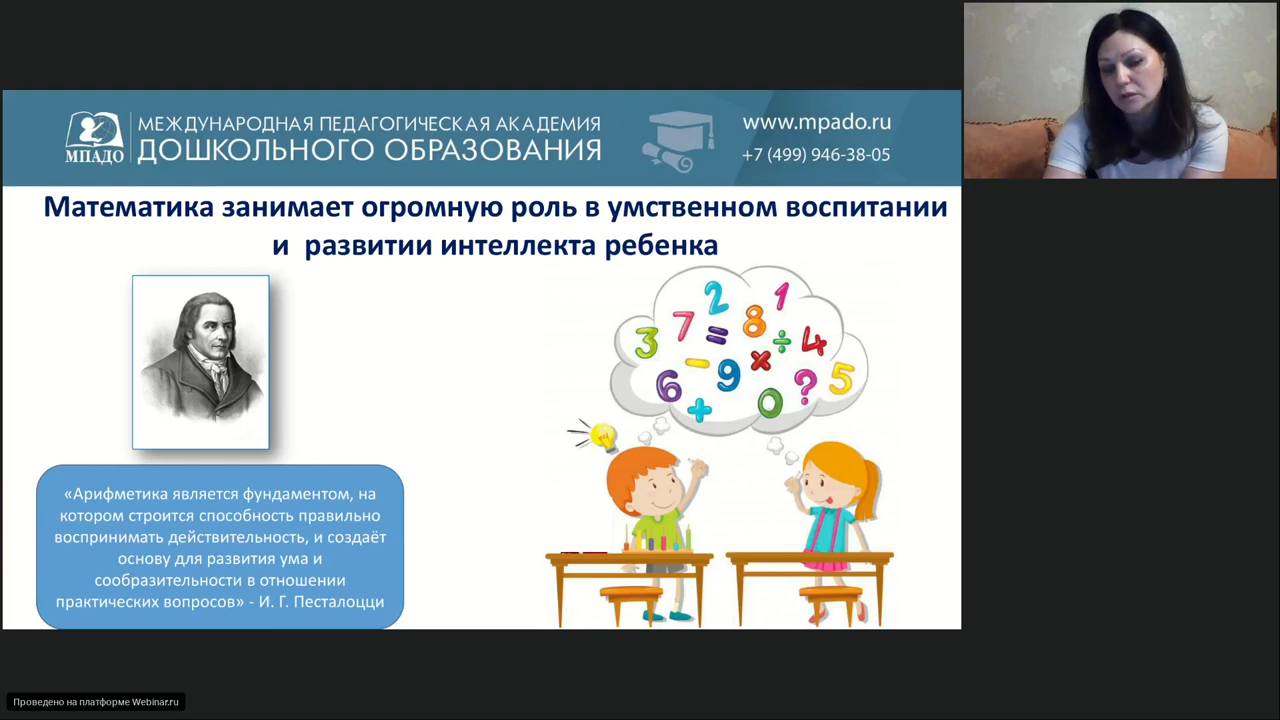 МПАДО
МЕЖДУНАРОДНАЯ ПЕДАГОГИЧЕСКАЯ АКАДЕМИЯ
ДОШКОЛЬНОГО ОБРАЗОВАНИЯ
www.mpado.ru
+7 (499) 946-38-05
Математика занимает огромную роль в умственном воспитании
и развитии интеллекта ребенка
2 1
7 = 8
3 ÷ 4
− 9 × 5
6 ?
+ 0
«Арифметика является фундаментом, на
котором строится способность правильно
воспринимать действительность, и создаёт
основу для развития ума и
сообразительности в отношении
практических вопросов» - И. Г. Песталоцци
Проведено на платформе Webinar.ru